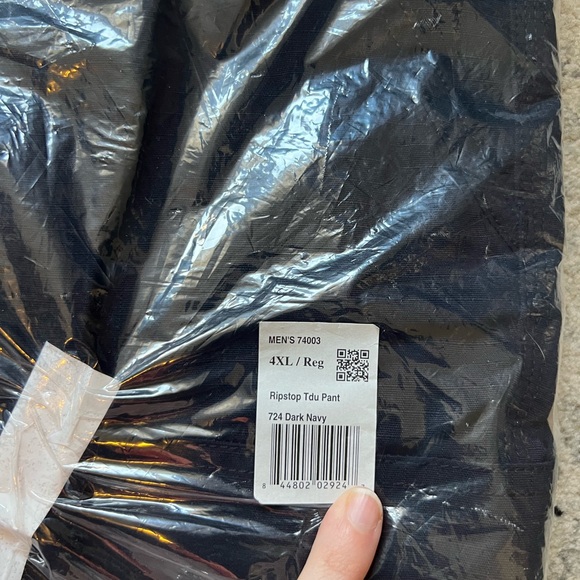 MEN'S 74003
4XL / Reg
Ripstop Tdu Pant
724 Dark Navy
8 44802 02924